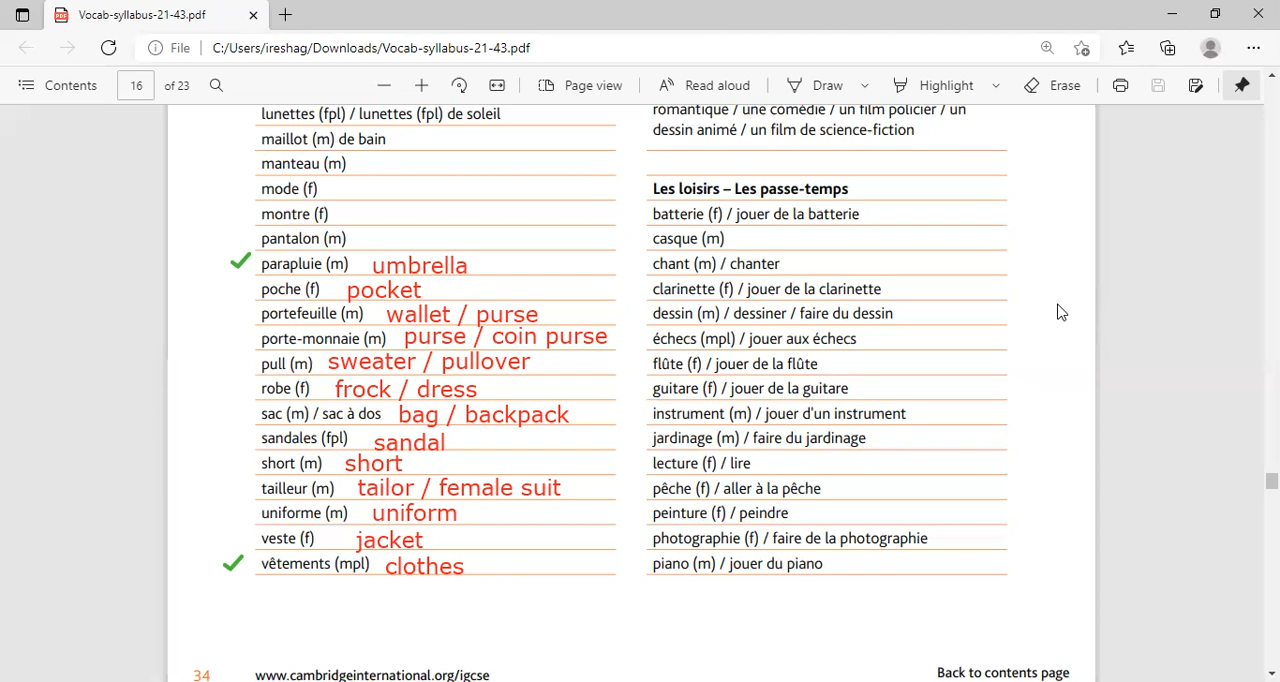 Vocab-syllabus-21-43.pdf
File C:/Users/ireshag/Downloads/Vocab-syllabus-21-43.pdf
Contents 16 of 23 Page view Read aloud Draw Highlight Erase
lunettes (fpl) / lunettes (fpl) de soleil
maillot (m) de bain
manteau (m)
mode (f)
montre (f)
pantalon (m)
parapluie (m) umbrella
poche (f) pocket
portefeuille (m) wallet / purse
porte-monnaie (m) purse / coin purse
pull (m) sweater / pullover
robe (f) frock / dress
sac (m) / sac à dos bag / backpack
sandales (fpl) sandal
short (m) short
tailleur (m) tailor / female suit
uniforme (m) uniform
veste (f) jacket
vêtements (mpl) clothes
romantique / une comédie / un film policier / un
dessin animé / un film de science-fiction
Les loisirs – Les passe-temps
batterie (f) / jouer de la batterie
casque (m)
chant (m) / chanter
clarinette (f) / jouer de la clarinette
dessin (m) / dessiner / faire du dessin
échecs (mpl) / jouer aux échecs
flûte (f) / jouer de la flûte
guitare (f) / jouer de la guitare
instrument (m) / jouer d'un instrument
jardinage (m) / faire du jardinage
lecture (f) / lire
pêche (f) / aller à la pêche
peinture (f) / peindre
photographie (f) / faire de la photographie
piano (m) / jouer du piano
34 www.cambridgeinternational.org/igcse Back to contents page